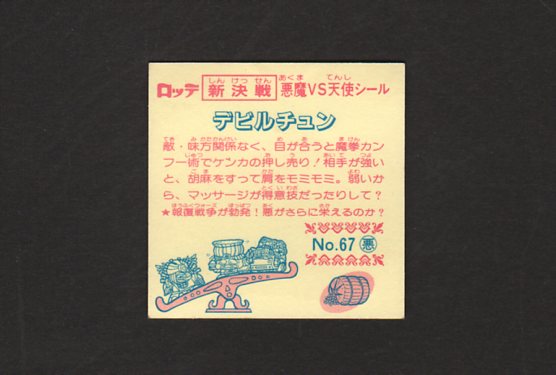 ロッテ 新決戦 悪魔VS天使シール
デビルチュン
敵・味方関係なく、目が合うと魔拳カン
フー術でケンカの押し売り!相手が強い
と、胡麻をすって肩をモミモミ。弱いか
ら、マッサージが得意技だったりして?
★報復戦争が勃発!悪がさらに栄えるのか?
No.67 悪